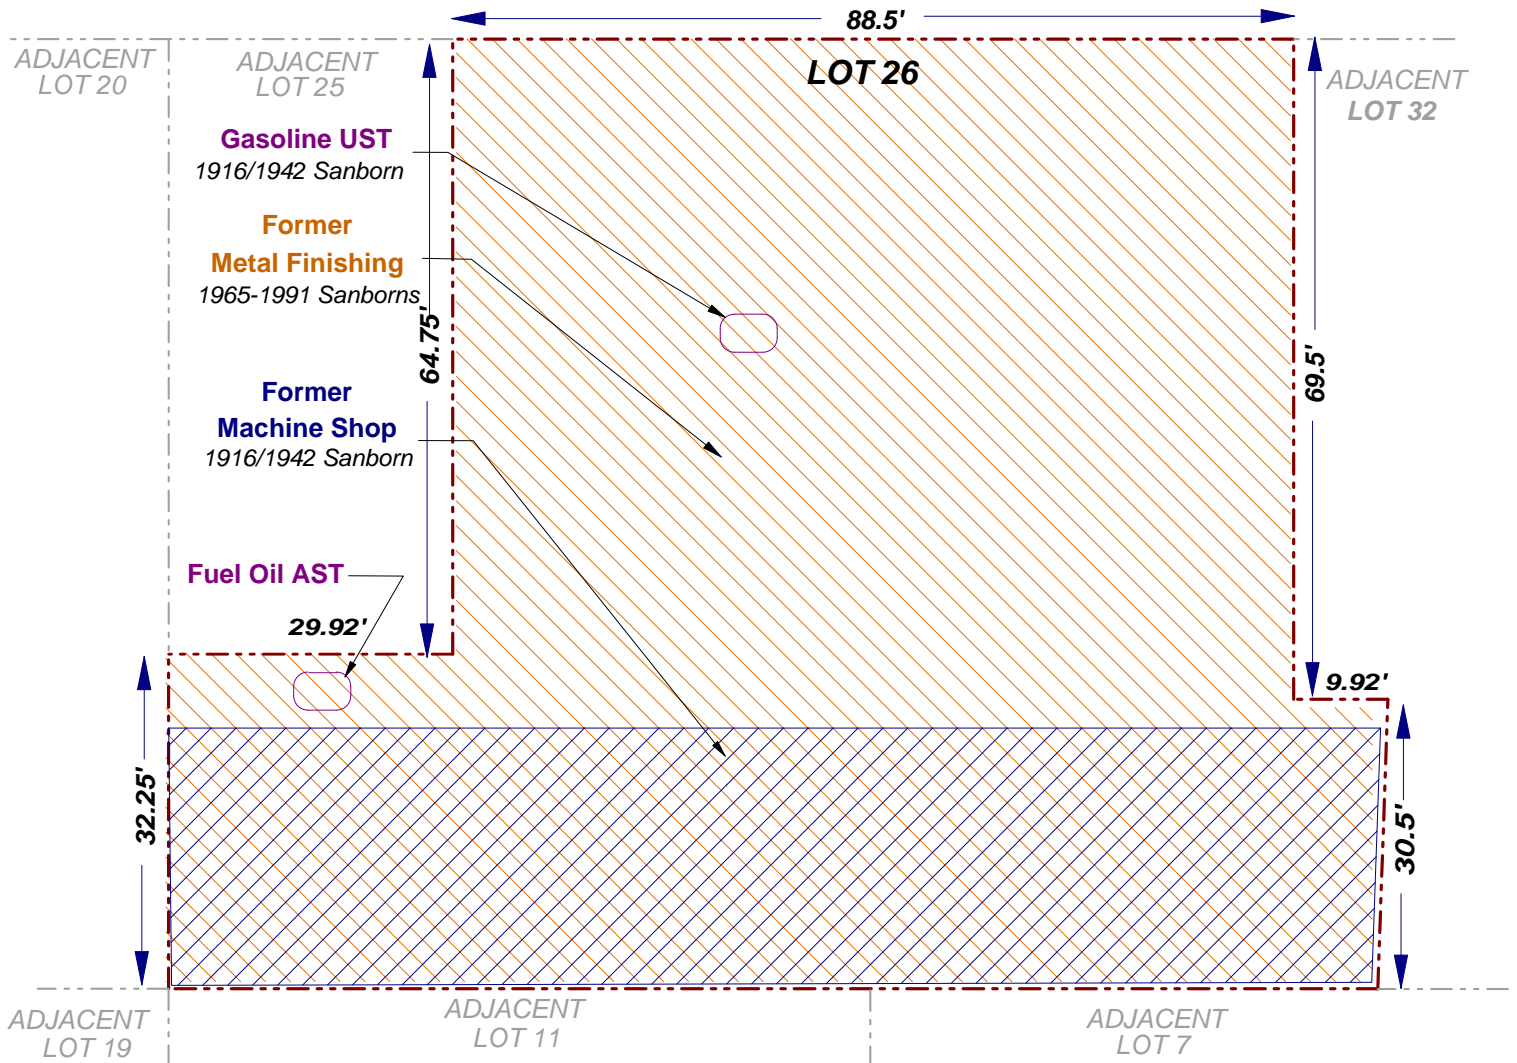 88.5'
ADJACENT
LOT 20
ADJACENT
LOT 25
LOT 26
ADJACENT
LOT 32
Gasoline UST
1916/1942 Sanborn
Former
Metal Finishing
1965-1991 Sanborns
64.75'
69.5'
Former
Machine Shop
1916/1942 Sanborn
Fuel Oil AST
29.92'
9.92'
32.25'
30.5'
ADJACENT
LOT 19
ADJACENT
LOT 11
ADJACENT
LOT 7